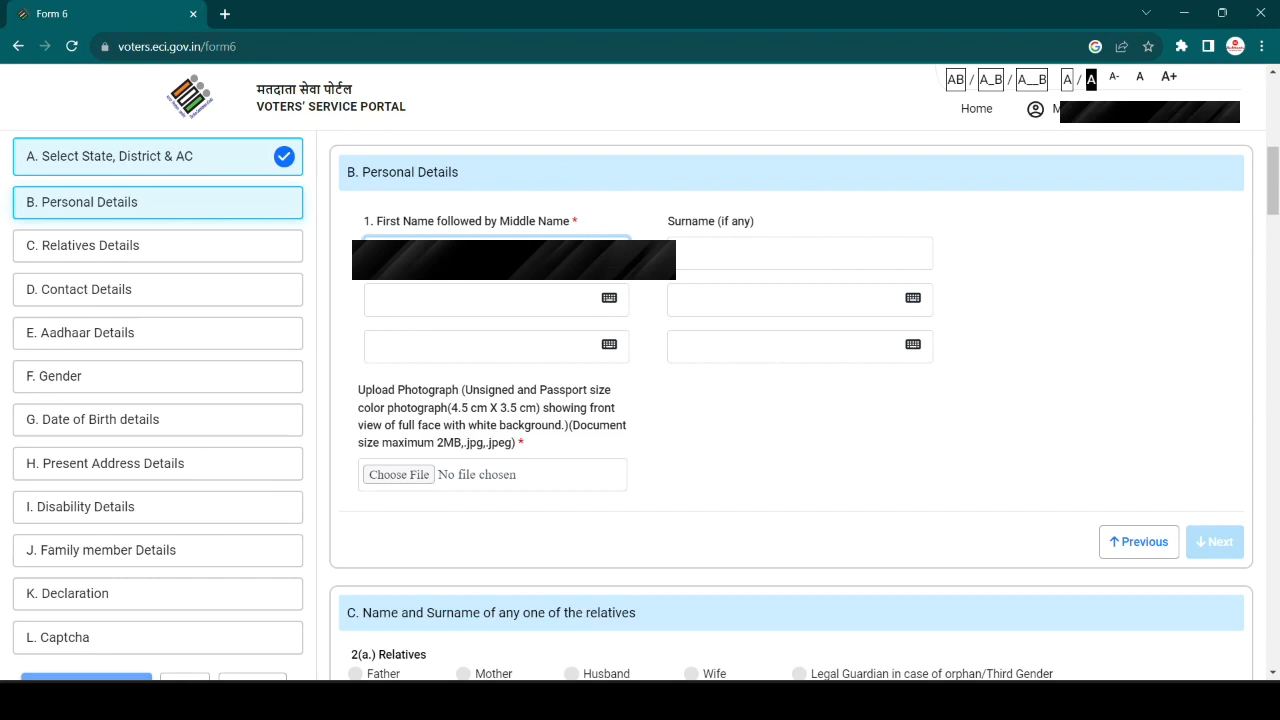 Form 6
voters.eci.gov.in/form6
मतदाता सेवा पोर्टल
VOTERS' SERVICE PORTAL
AB / A_B / A__B A / A A- A A+
Home
M
A. Select State, District & AC
B. Personal Details
C. Relatives Details
D. Contact Details
E. Aadhaar Details
F. Gender
G. Date of Birth details
H. Present Address Details
I. Disability Details
J. Family member Details
K. Declaration
L. Captcha
B. Personal Details
1. First Name followed by Middle Name * Surname (if any)
Upload Photograph (Unsigned and Passport size
color photograph(4.5 cm X 3.5 cm) showing front
view of full face with white background.)(Document
size maximum 2MB,.jpg,.jpeg) *
Choose File No file chosen
Previous Next
C. Name and Surname of any one of the relatives
2(a.) Relatives
Father Mother Husband Wife Legal Guardian in case of orphan/Third Gender